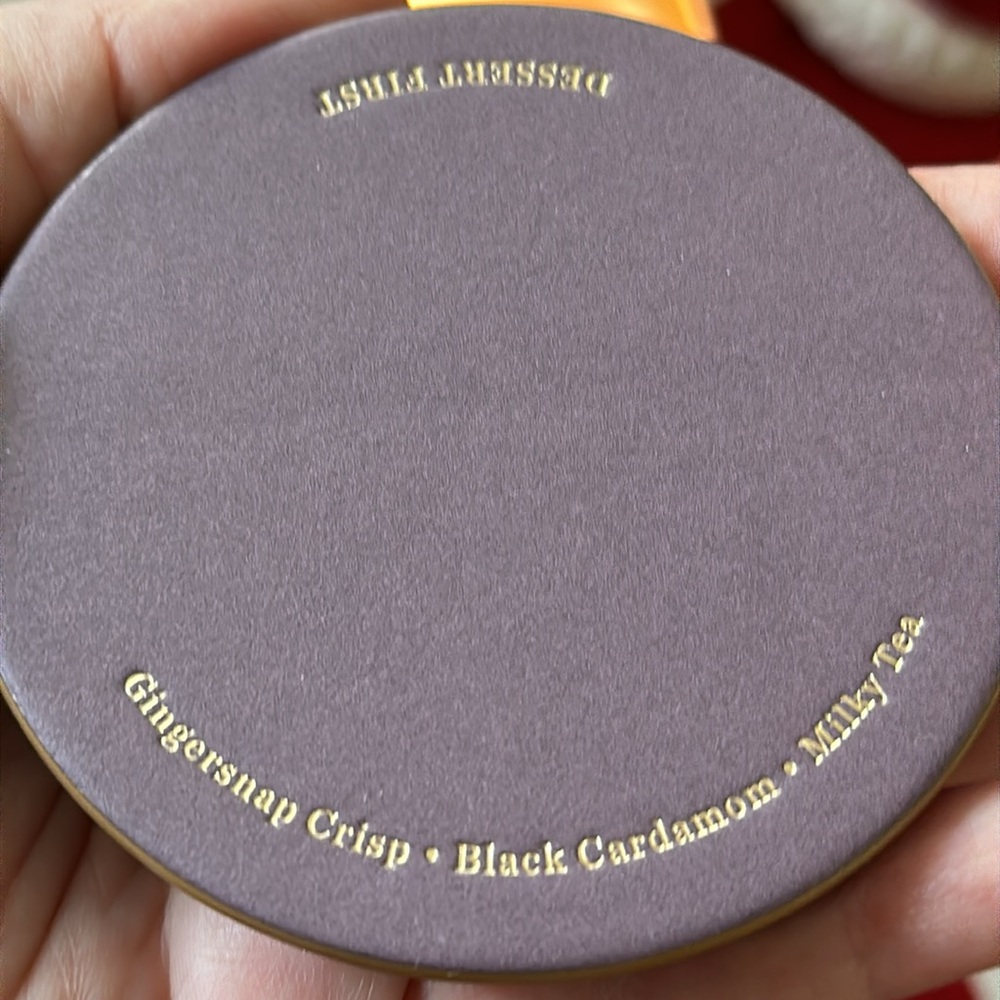 DESSERT FIRST
Gingersnap Crisp • Black Cardamom • Milky Tea